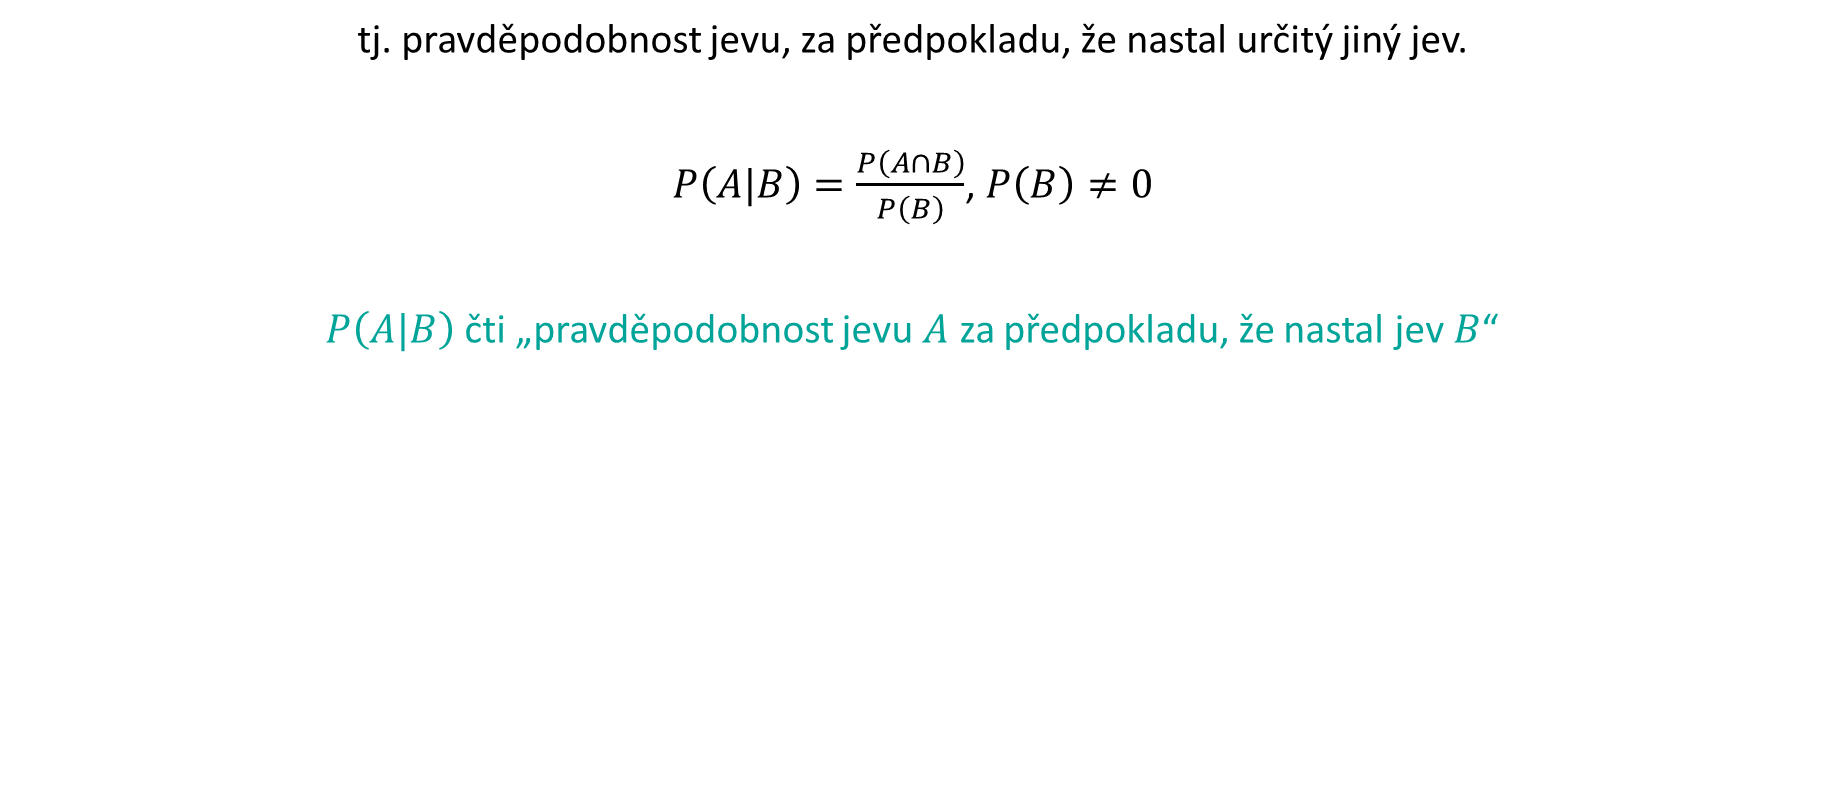 tj. pravděpodobnost jevu, za předpokladu, že nastal určitý jiný jev.
P(A|B) = P(A∩B)/P(B), P(B) ≠ 0
P(A|B) čti „pravděpodobnost jevu A za předpokladu, že nastal jev B“